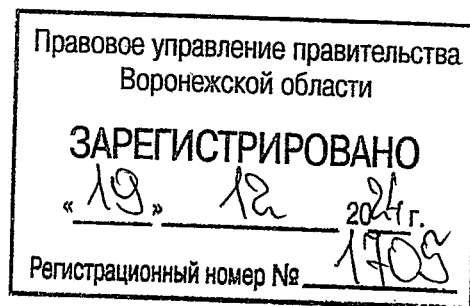 Правовое управление правительства
Воронежской области
ЗАРЕГИСТРИРОВАНО
« 19 » 12 2024 г.
Регистрационный номер № 1705